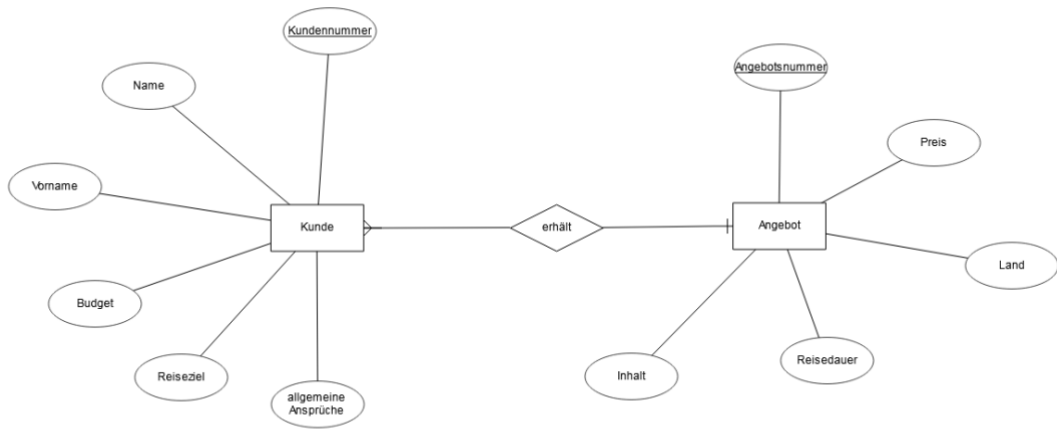 Kundennummer
Name
Angebotsnummer
Preis
Vorname
Kunde
erhält
Angebot
Land
Budget
Reiseziel
allgemeine
Ansprüche
Inhalt
Reisedauer